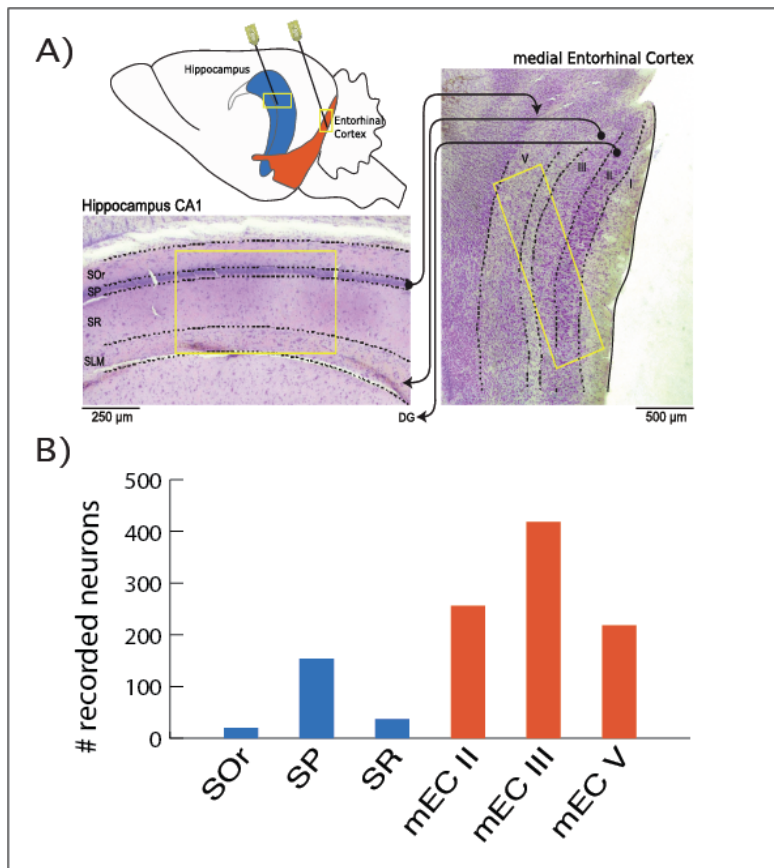 A)
Hippocampus
Entorhinal
Cortex
medial Entorhinal Cortex
V
III
II
I
Hippocampus CA1
SOr
SP
SR
SLM
250 µm
DG
500 µm
B)
# recorded neurons
500
400
300
200
100
0
SOr
SP
SR
mEC II
mEC III
mEC V